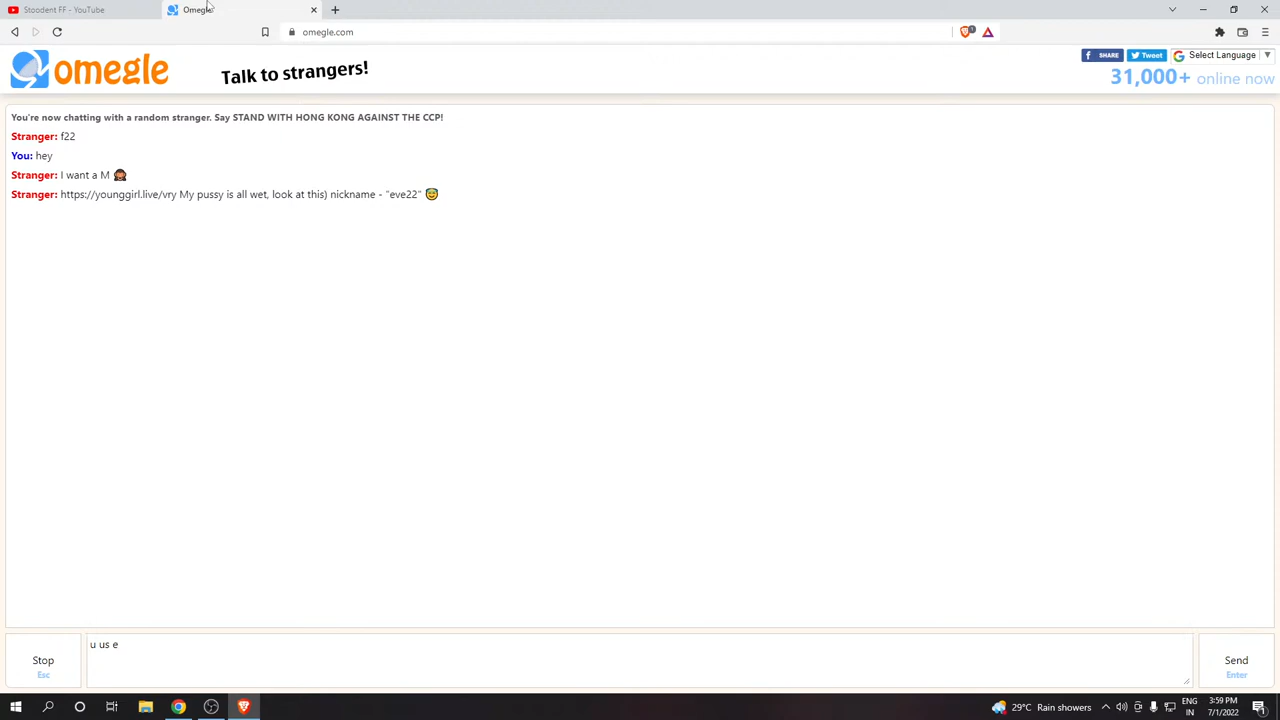 Stoodent FF - YouTube
Omegle
omegle.com
omegle
Talk to strangers!
SHARE
Tweet
Select Language
31,000+ online now
You're now chatting with a random stranger. Say STAND WITH HONG KONG AGAINST THE CCP!
Stranger: f22
You: hey
Stranger: I want a M 🙈
Stranger: https://younggirl.live/vry My pussy is all wet, look at this) nickname - "eve22" 😇
u us e
Stop
Esc
Send
Enter
29°C Rain showers
ENG
IN
3:59 PM
7/1/2022